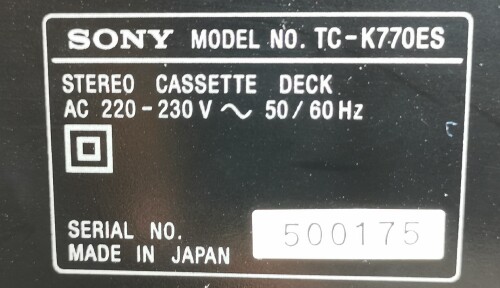 SONY MODEL NO. TC-K770ES
STEREO CASSETTE DECK
AC 220-230 V ~ 50/60 Hz
SERIAL NO. 500175
MADE IN JAPAN